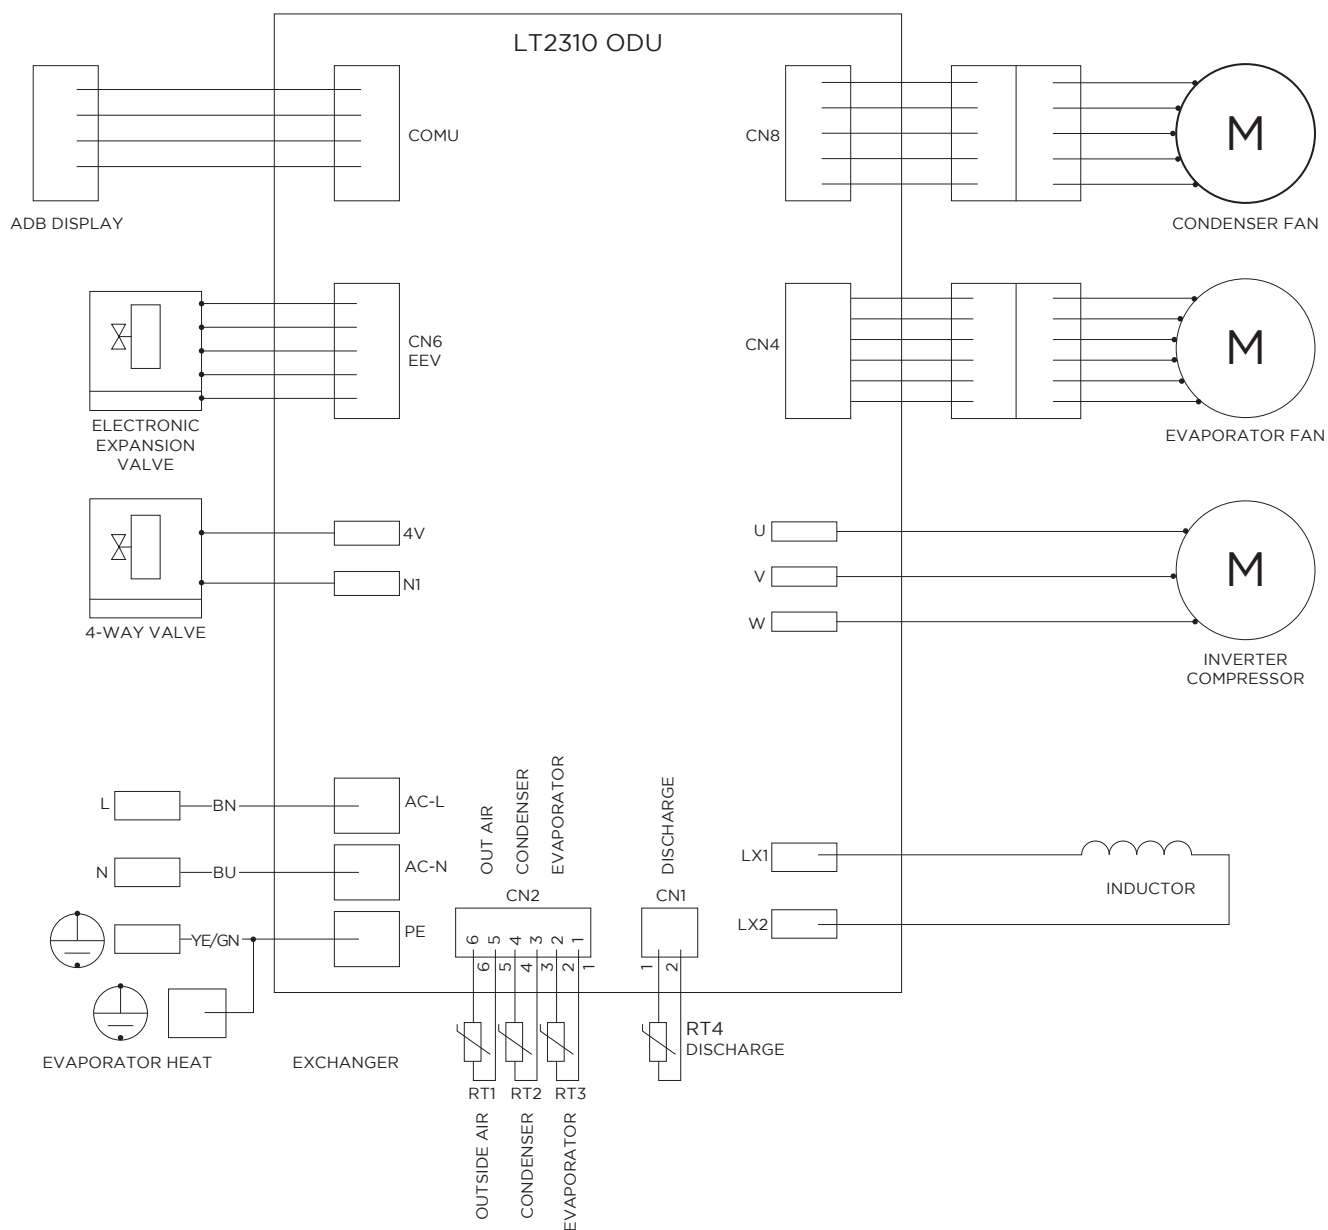 LT2310 ODU
COMU
CN8
M
ADB DISPLAY
CONDENSER FAN
CN6
EEV
CN4
M
ELECTRONIC
EXPANSION
VALVE
EVAPORATOR FAN
4V
N1
4-WAY VALVE
U
V
W
M
INVERTER
COMPRESSOR
L
BN
AC-L
N
BU
AC-N
YE/GN
PE
EVAPORATOR HEAT EXCHANGER
OUT AIR
CONDENSER
EVAPORATOR
DISCHARGE
CN2
CN1
6 5 4 3 2 1
6 5 4 3 2 1
1 2
LX1
LX2
INDUCTOR
RT4
DISCHARGE
RT1 RT2 RT3
OUTSIDE AIR
CONDENSER
EVAPORATOR